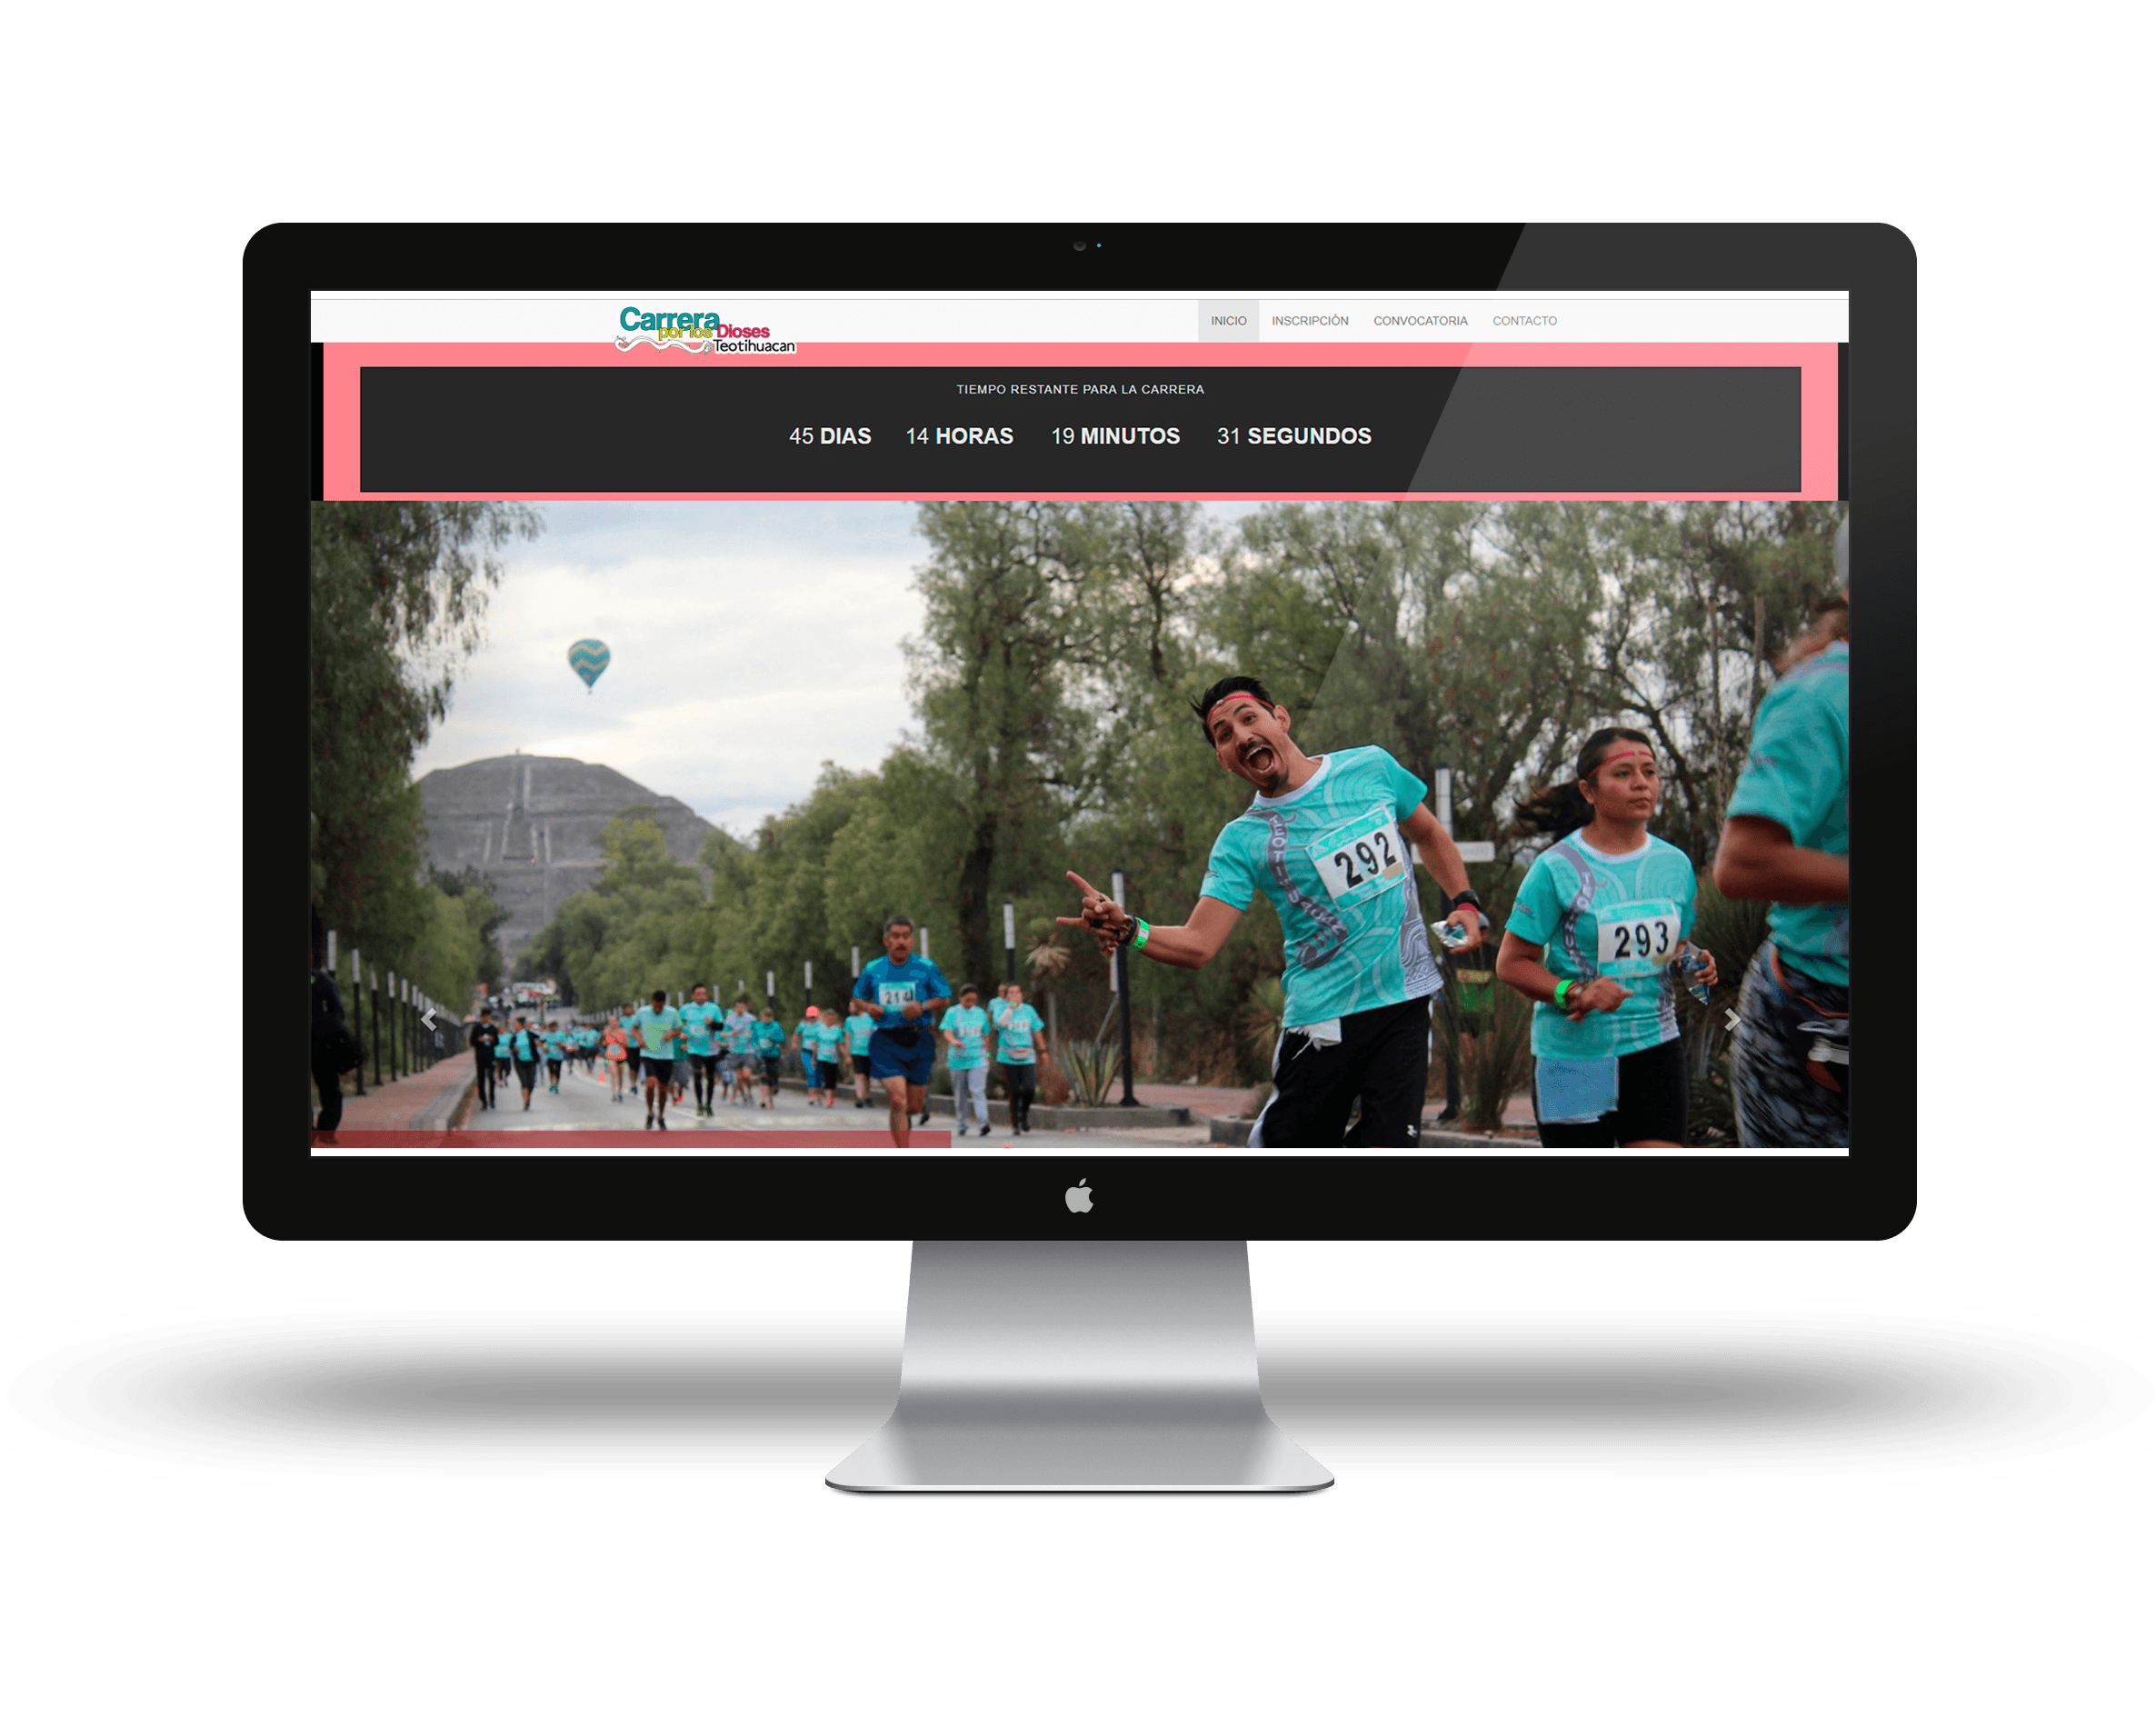 Carrera
por los Dioses
Teotihuacan
INICIO INSCRIPCIÓN CONVOCATORIA CONTACTO
TIEMPO RESTANTE PARA LA CARRERA
45 DIAS 14 HORAS 19 MINUTOS 31 SEGUNDOS
292
293
214